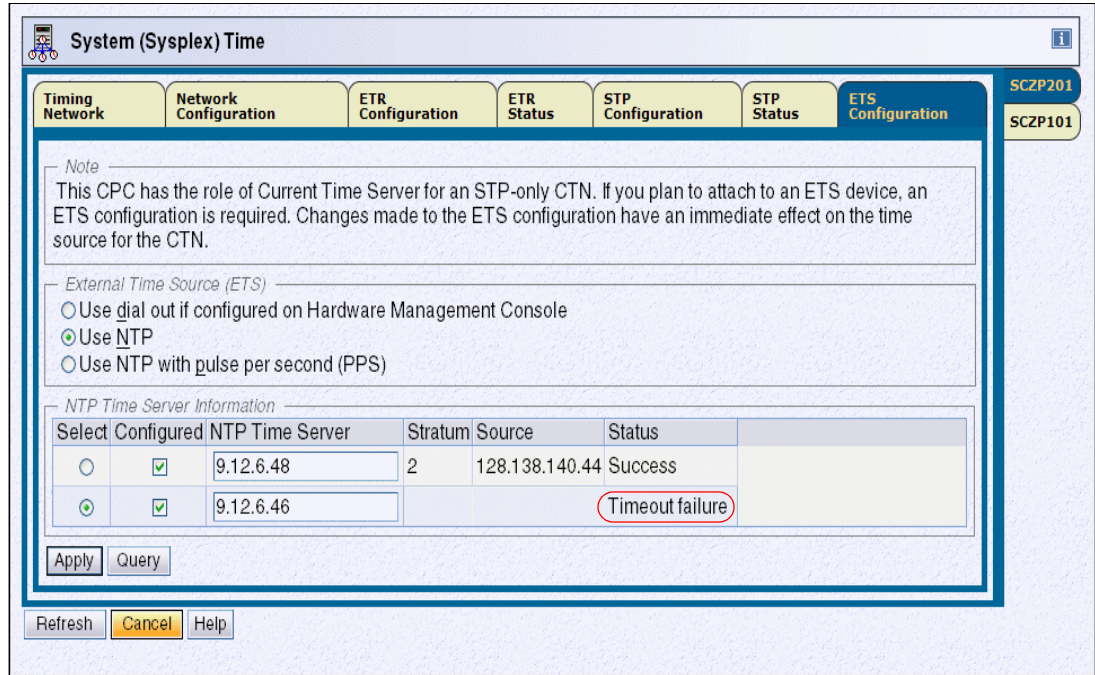 System (Sysplex) Time
i
SCZP201
SCZP101
Timing
Network
Network
Configuration
ETR
Configuration
ETR
Status
STP
Configuration
STP
Status
ETS
Configuration
Note
This CPC has the role of Current Time Server for an STP-only CTN. If you plan to attach to an ETS device, an
ETS configuration is required. Changes made to the ETS configuration have an immediate effect on the time
source for the CTN.
External Time Source (ETS)
Use dial out if configured on Hardware Management Console
Use NTP
Use NTP with pulse per second (PPS)
NTP Time Server Information
Select Configured NTP Time Server Stratum Source Status
9.12.6.48 2 128.138.140.44 Success
9.12.6.46 Timeout failure
Apply Query
Refresh Cancel Help